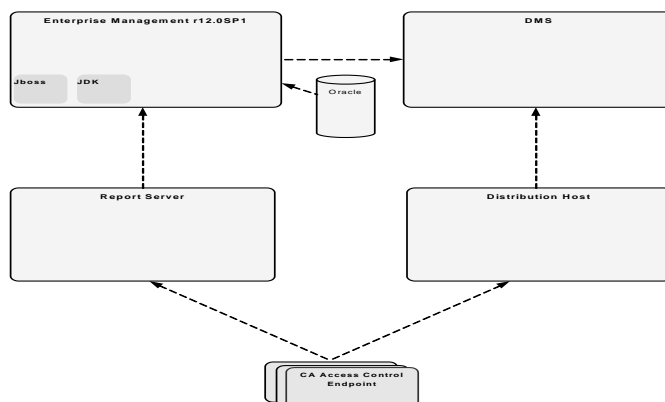 Enterprise Management r12.0SP1
DMS
Jboss
JDK
Oracle
Report Server
Distribution Host
CA Access Control
Endpoint